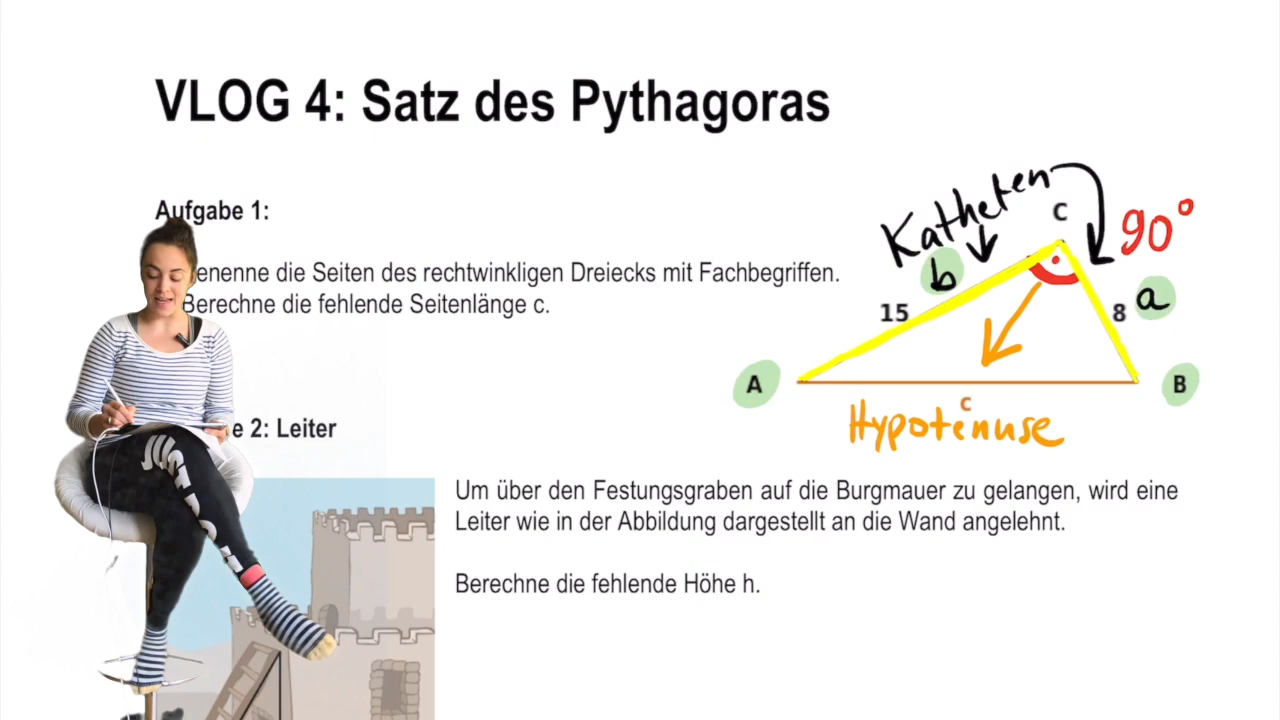 VLOG 4: Satz des Pythagoras
Aufgabe 1:
die Seiten des rechtwinkligen Dreiecks mit Fachbegriffen.
Berechne die fehlende Seitenlänge c.
Katheten
C
90°
b
15
8
a
A
B
c
Hypotenuse
2: Leiter
Um über den Festungsgraben auf die Burgmauer zu gelangen, wird eine
Leiter wie in der Abbildung dargestellt an die Wand angelehnt.
Berechne die fehlende Höhe h.